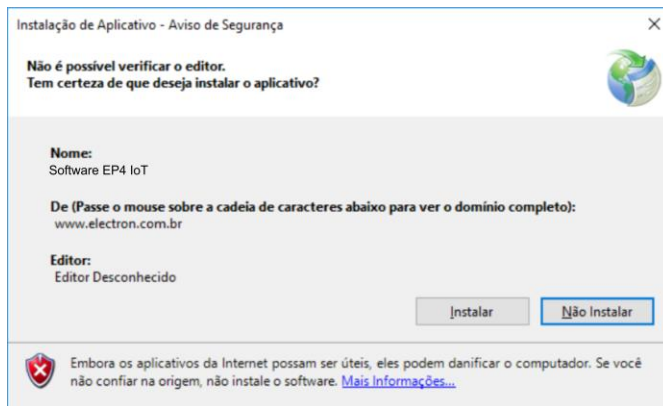 Instalação de Aplicativo - Aviso de Segurança
Não é possível verificar o editor.
Tem certeza de que deseja instalar o aplicativo?
Nome:
Software EP4 IoT
De (Passe o mouse sobre a cadeia de caracteres abaixo para ver o domínio completo):
www.electron.com.br
Editor:
Editor Desconhecido
Instalar
Não Instalar
Embora os aplicativos da Internet possam ser úteis, eles podem danificar o computador. Se você
não confiar na origem, não instale o software. Mais Informações...